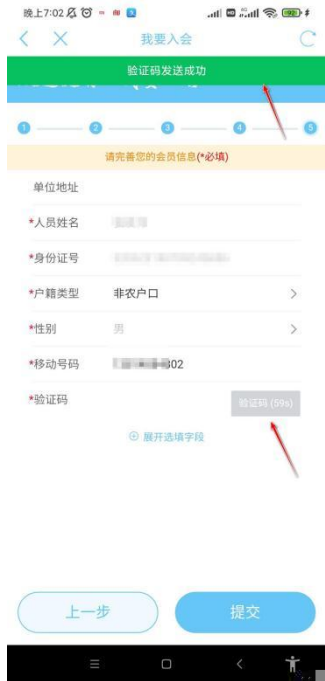 晚上7:02
我要入会
验证码发送成功
1 2 3 4 5
请完善您的会员信息(*必填)
单位地址
*人员姓名
*身份证号
*户籍类型 非农户口
*性别 男
*移动号码 302
*验证码 验证码 (59s)
展开选填字段
上一步 提交